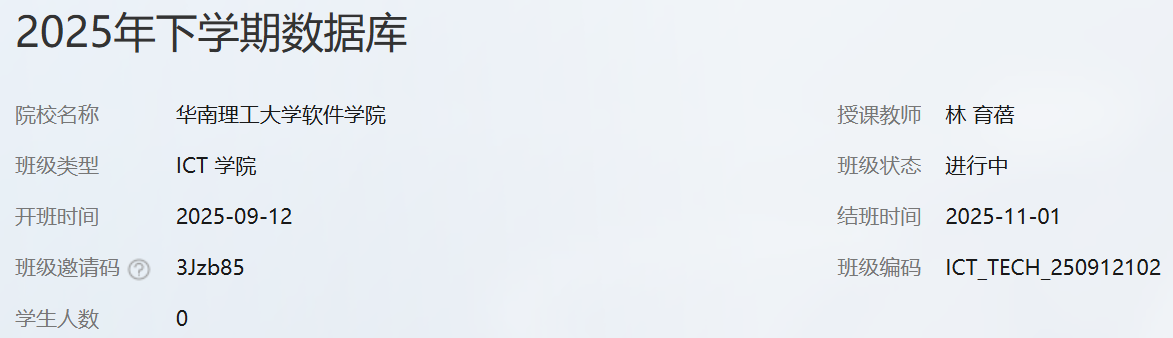 2025年下学期数据库
院校名称 华南理工大学软件学院 授课教师 林 育蓓
班级类型 ICT 学院 班级状态 进行中
开班时间 2025-09-12 结班时间 2025-11-01
班级邀请码 ? 3Jzb85 班级编码 ICT_TECH_250912102
学生人数 0